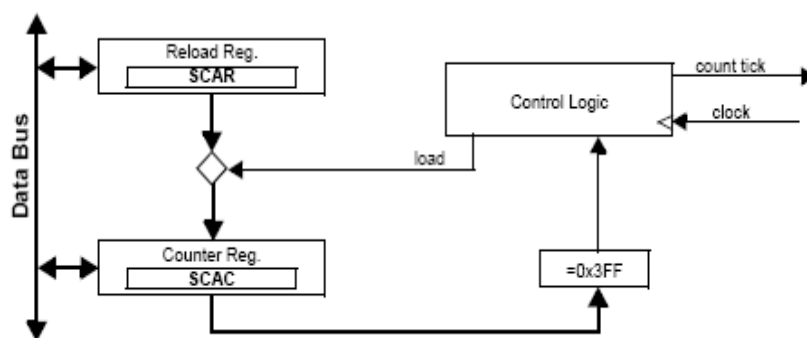 Data Bus
Reload Reg.
SCAR
Control Logic
count tick
clock
load
Counter Reg.
SCAC
=0x3FF